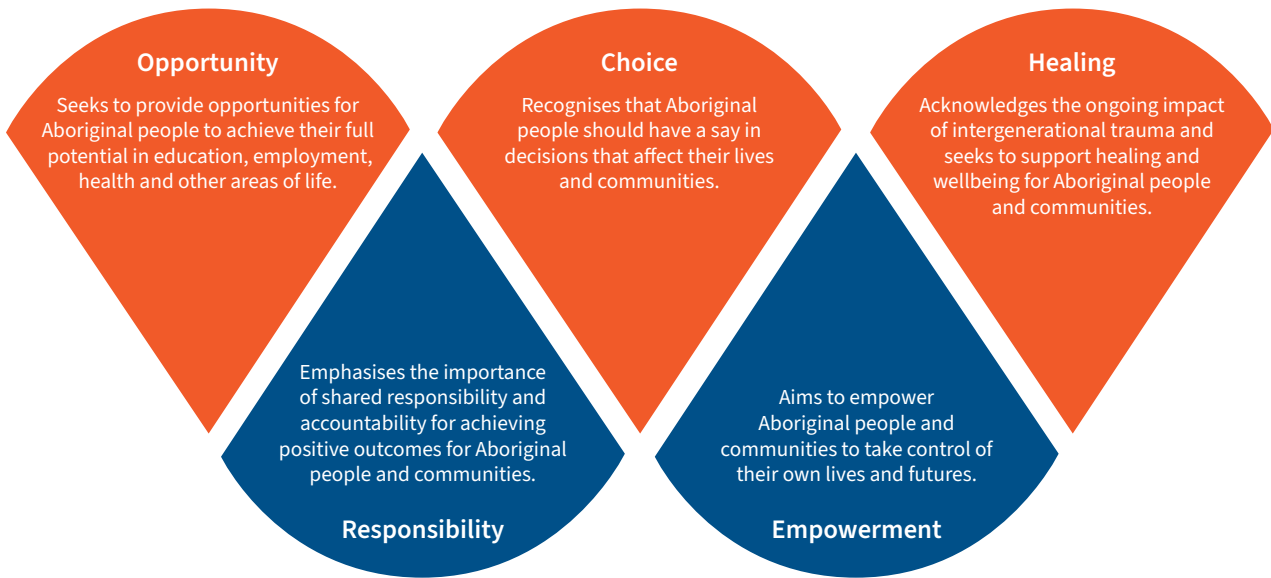 Opportunity
Seeks to provide opportunities for
Aboriginal people to achieve their full
potential in education, employment,
health and other areas of life.
Choice
Recognises that Aboriginal
people should have a say in
decisions that affect their lives
and communities.
Healing
Acknowledges the ongoing impact
of intergenerational trauma and
seeks to support healing and
wellbeing for Aboriginal people
and communities.
Emphasises the importance
of shared responsibility and
accountability for achieving
positive outcomes for Aboriginal
people and communities.
Responsibility
Aims to empower
Aboriginal people and
communities to take control of
their own lives and futures.
Empowerment